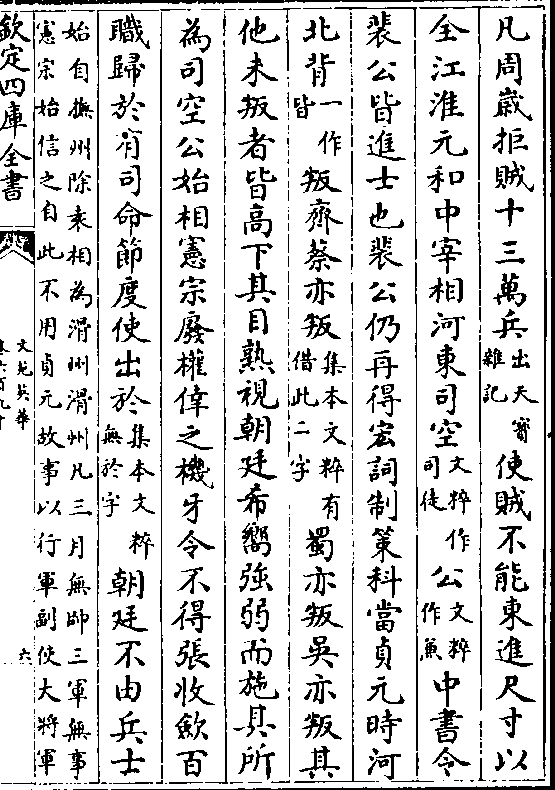 凡周歲拒賊十三萬兵出天寳雜記使賊不能東進尺寸以
全江淮元和中宰相河東司空文粹作司徒公文粹作兼中書令
裴公皆進士也裴公仍再得宏詞制策科當貞元時河
北背一作皆叛齊蔡亦叛集本文粹有借此二字蜀亦叛吳亦叛其
他未叛者皆高下其目熟視朝廷希嚮強弱而施其所
為司空公始相憲宗廢權倖之機牙令不得張收斂百
職歸於有司命節度使出於集本文粹無於字朝廷不由兵士
始自撫州除袁相為滑州滑州凡三月無帥三軍無事
憲宗始信之自此不用貞元故事以行軍副使大將軍
欽定四庫全書
文苑英華
六